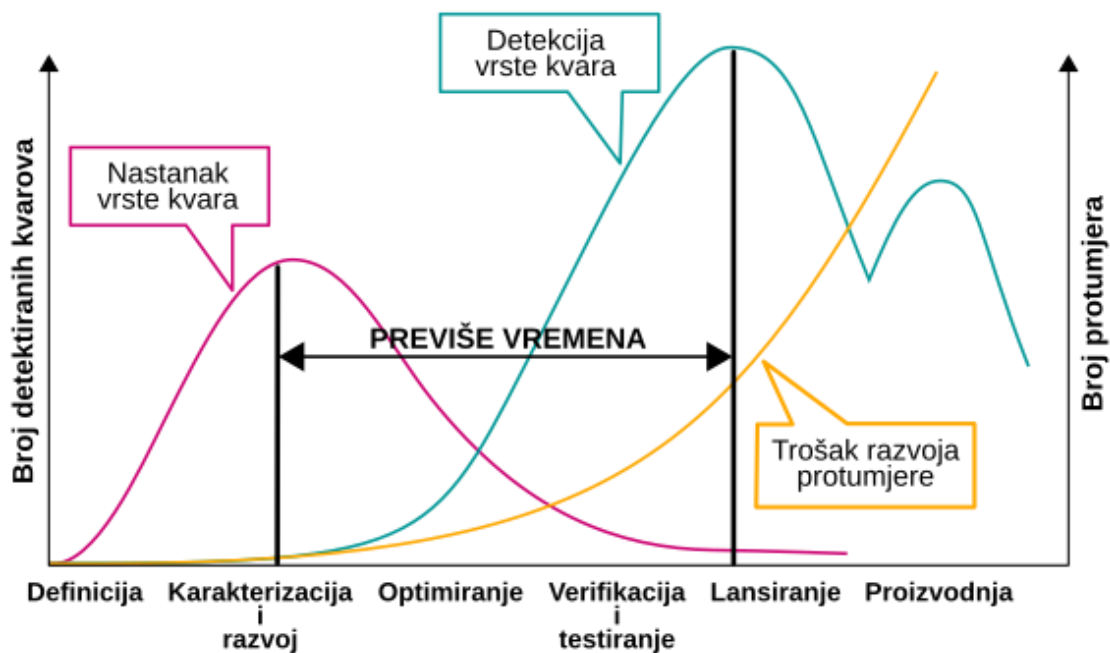 Detekcija
vrste kvara
Nastanak
vrste kvara
Broj detektiranih kvarova
PREVIŠE VREMENA
Broj protumjera
Trošak razvoja
protumjere
Definicija
Karakterizacija
i
razvoj
Optimiranje
Verifikacija
i
testiranje
Lansiranje
Proizvodnja